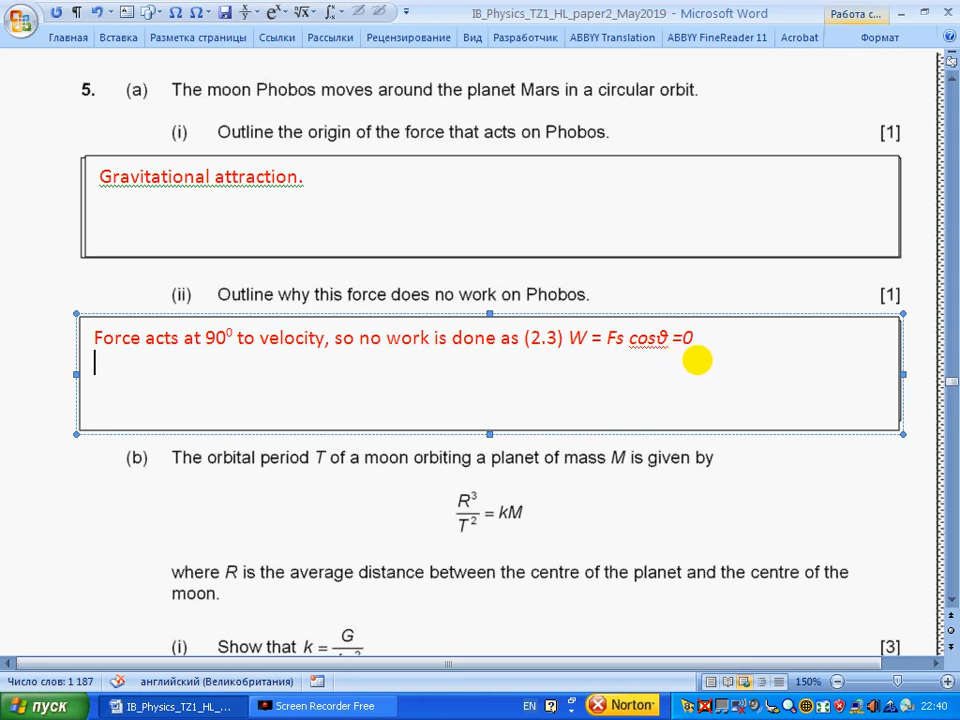 IB_Physics_TZ1_HL_paper2_May2019 - Microsoft Word
Работа с...
Главная Вставка Разметка страницы Ссылки Рассылки Рецензирование Вид Разработчик ABBYY Translation ABBYY FineReader 11 Acrobat Формат
5. (a) The moon Phobos moves around the planet Mars in a circular orbit.
(i) Outline the origin of the force that acts on Phobos. [1]
Gravitational attraction.
(ii) Outline why this force does no work on Phobos. [1]
Force acts at 90⁰ to velocity, so no work is done as (2.3) W = Fs cosϑ =0
(b) The orbital period T of a moon orbiting a planet of mass M is given by
R³/T² = kM
where R is the average distance between the centre of the planet and the centre of the
moon.
(i) Show that k = G [3]
Число слов: 1 187 английский (Великобритания) 150%
пуск IB_Physics_TZ1_HL_... Screen Recorder Free EN Norton 22:40